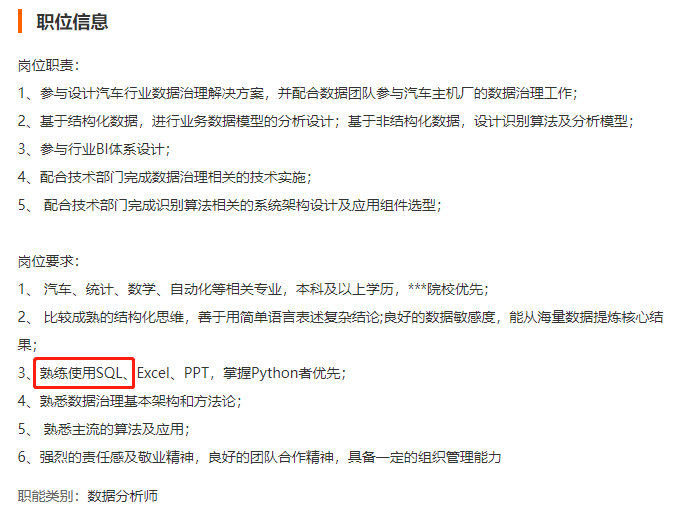 职位信息
岗位职责：
1、参与设计汽车行业数据治理解决方案，并配合数据团队参与汽车主机厂的数据治理工作；
2、基于结构化数据，进行业务数据模型的分析设计；基于非结构化数据，设计识别算法及分析模型；
3、参与行业BI体系设计；
4、配合技术部门完成数据治理相关的技术实施；
5、 配合技术部门完成识别算法相关的系统架构设计及应用组件选型；
岗位要求：
1、 汽车、统计、数学、自动化等相关专业，本科及以上学历，***院校优先；
2、 比较成熟的结构化思维，善于用简单语言表述复杂结论;良好的数据敏感度，能从海量数据提炼核心结
果；
3、熟练使用SQL、Excel、PPT，掌握Python者优先；
4、熟悉数据治理基本架构和方法论；
5、 熟悉主流的算法及应用；
6、强烈的责任感及敬业精神，良好的团队合作精神，具备一定的组织管理能力
职能类别：数据分析师